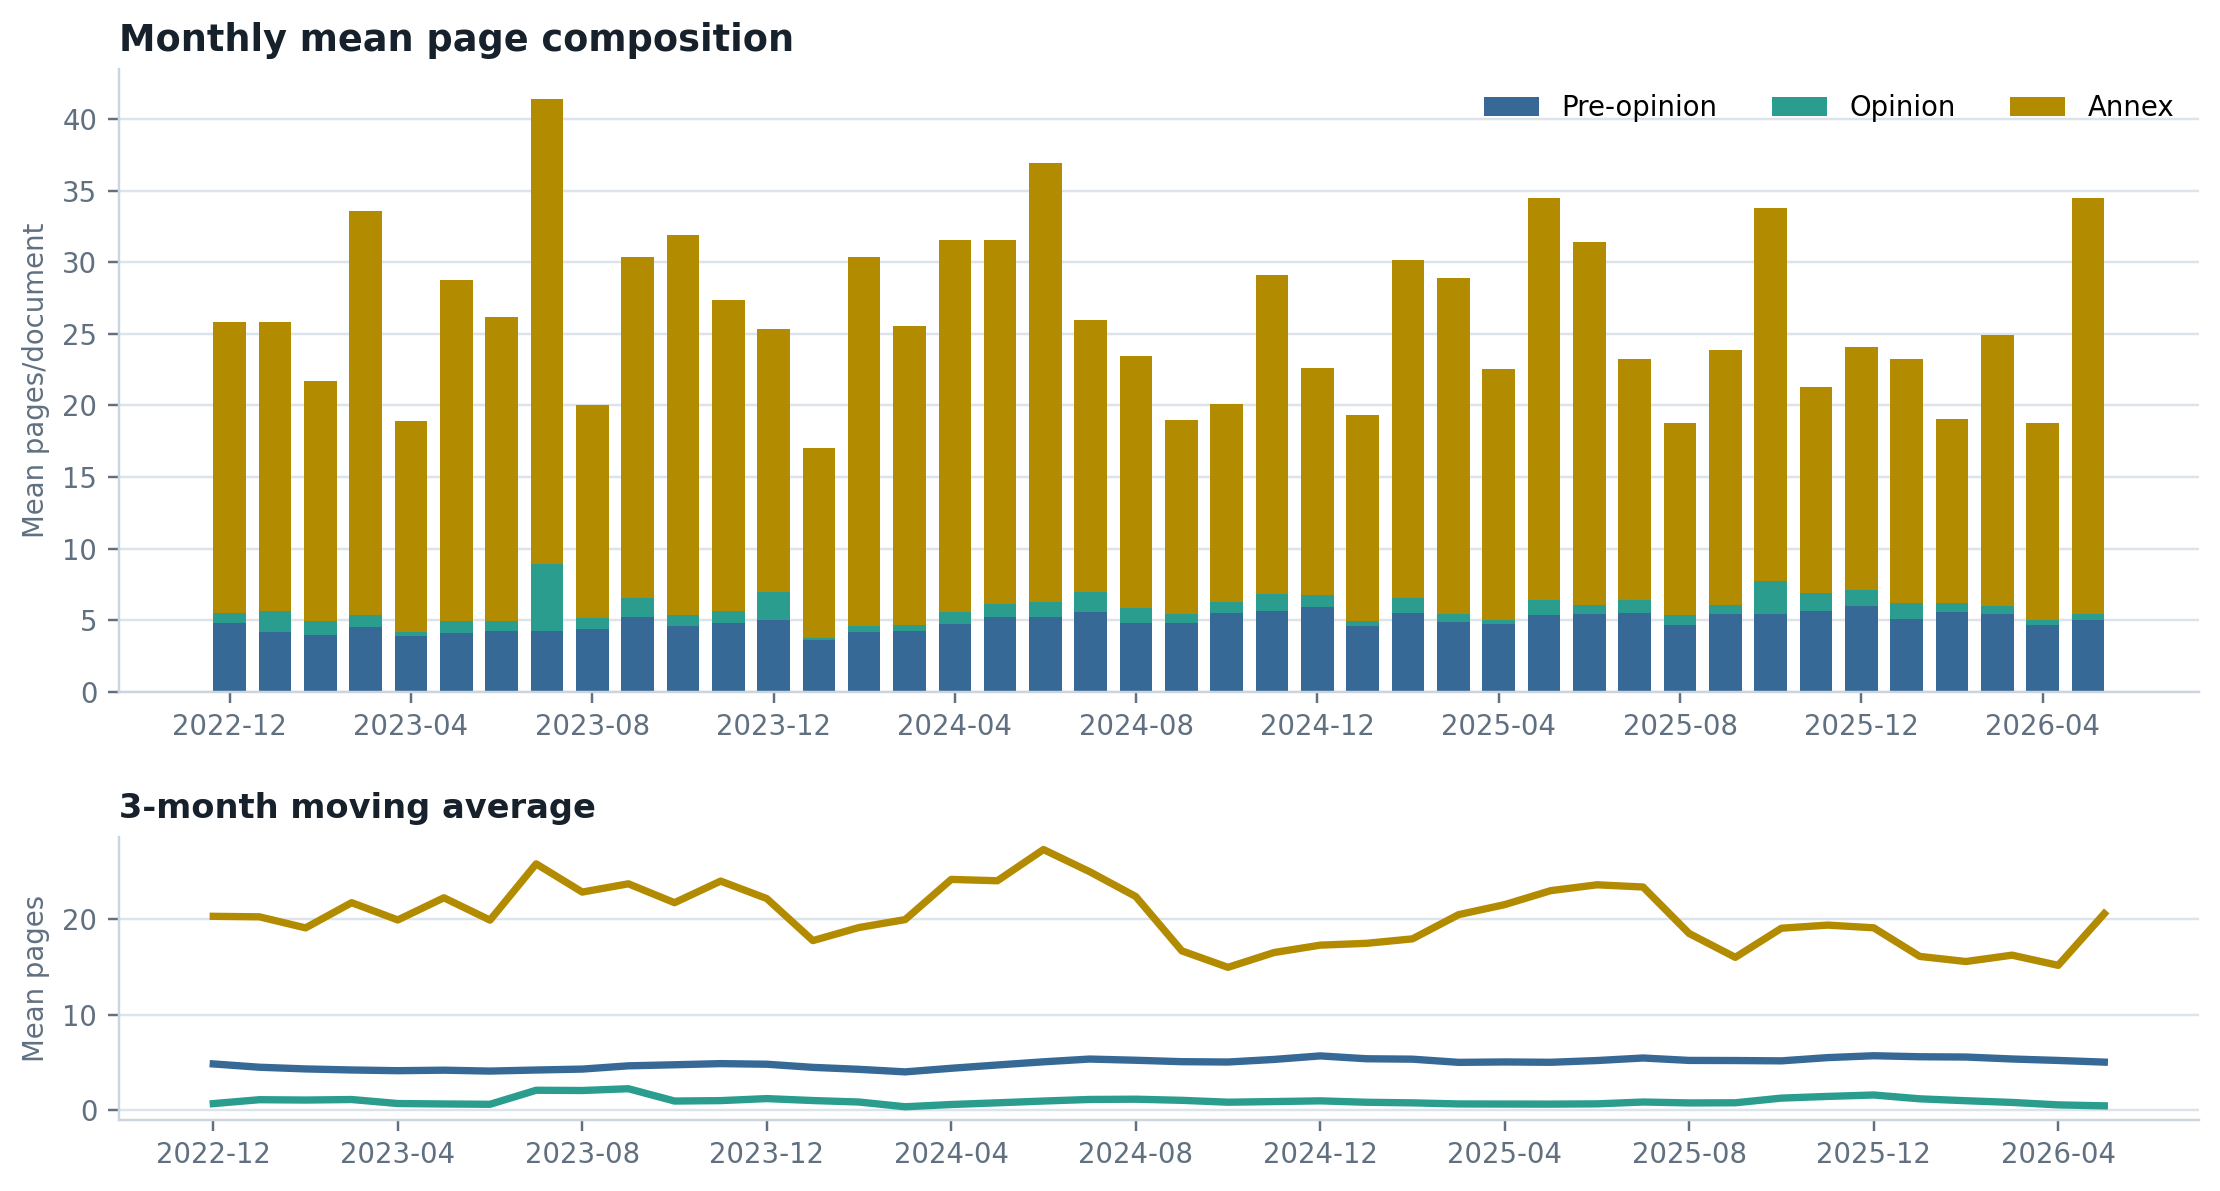 Monthly mean page composition
Pre-opinion Opinion Annex
Mean pages/document
40
35
30
25
20
15
10
5
0
2022-12 2023-04 2023-08 2023-12 2024-04 2024-08 2024-12 2025-04 2025-08 2025-12 2026-04
3-month moving average
Mean pages
20
10
0
2022-12 2023-04 2023-08 2023-12 2024-04 2024-08 2024-12 2025-04 2025-08 2025-12 2026-04